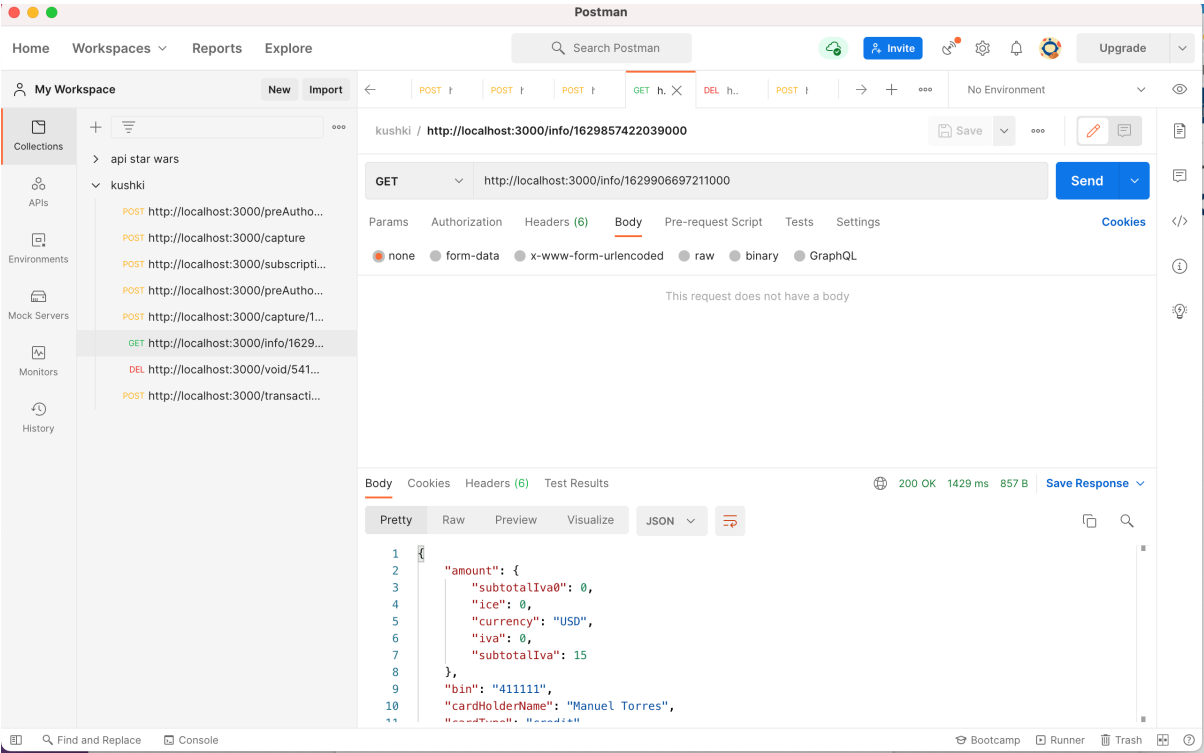 Postman
Home Workspaces Reports Explore Search Postman Invite Upgrade
My Workspace New Import POST POST POST GET h. DEL h.. POST No Environment
Collections
APIs
Environments
Mock Servers
Monitors
History
api star wars
kushki
POST http://localhost:3000/preAutho...
POST http://localhost:3000/capture
POST http://localhost:3000/subscripti...
POST http://localhost:3000/preAutho...
POST http://localhost:3000/capture/1...
GET http://localhost:3000/info/1629...
DEL http://localhost:3000/void/541...
POST http://localhost:3000/transacti...
kushki / http://localhost:3000/info/1629857422039000 Save
GET http://localhost:3000/info/1629906697211000 Send
Params Authorization Headers (6) Body Pre-request Script Tests Settings Cookies
none form-data x-www-form-urlencoded raw binary GraphQL
This request does not have a body
Body Cookies Headers (6) Test Results 200 OK 1429 ms 857 B Save Response
Pretty Raw Preview Visualize JSON
1 {
2 "amount": {
3 "subtotalIva0": 0,
4 "ice": 0,
5 "currency": "USD",
6 "iva": 0,
7 "subtotalIva": 15
8 },
9 "bin": "411111",
10 "cardHolderName": "Manuel Torres",
11 "cardType": "credit"
Find and Replace Console Bootcamp Runner Trash